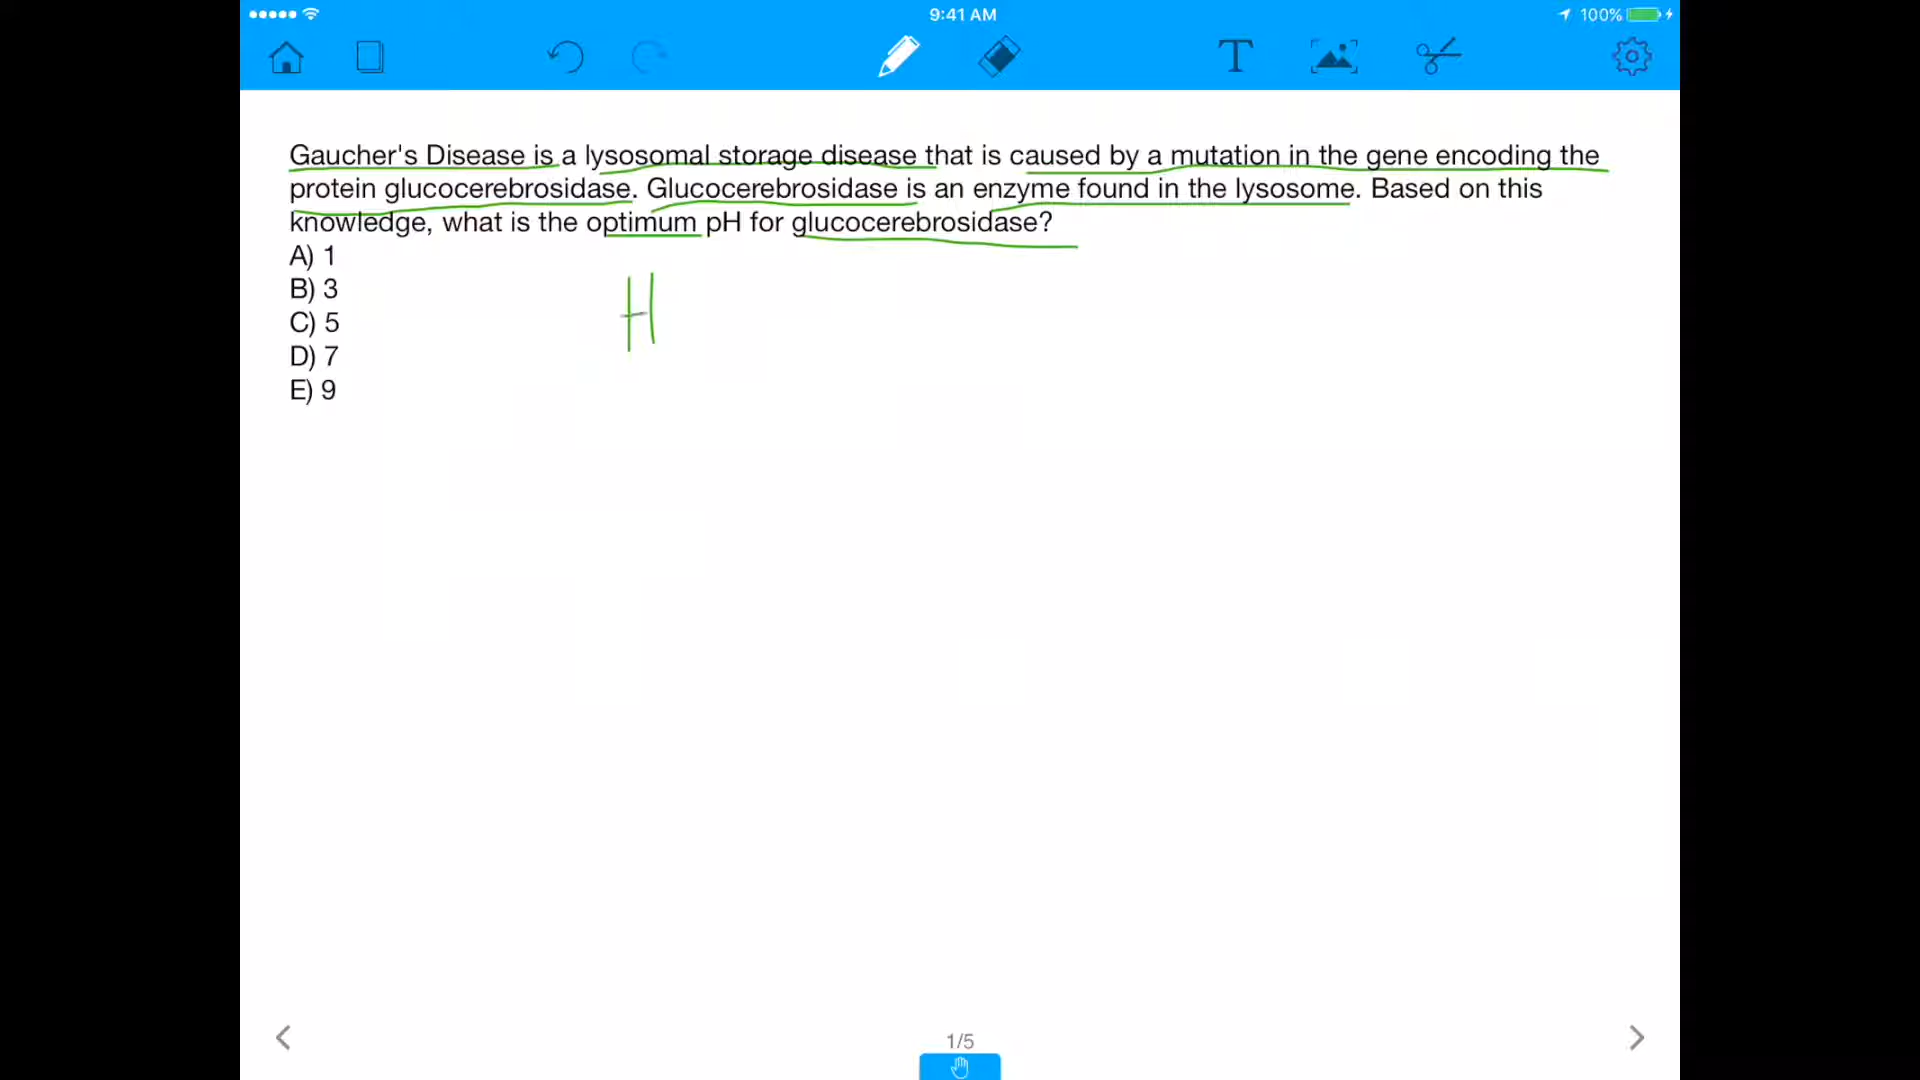 9:41 AM
100%
T
Gaucher's Disease is a lysosomal storage disease that is caused by a mutation in the gene encoding the
protein glucocerebrosidase. Glucocerebrosidase is an enzyme found in the lysosome. Based on this
knowledge, what is the optimum pH for glucocerebrosidase?
A) 1
B) 3
C) 5
D) 7
E) 9
H
1/5